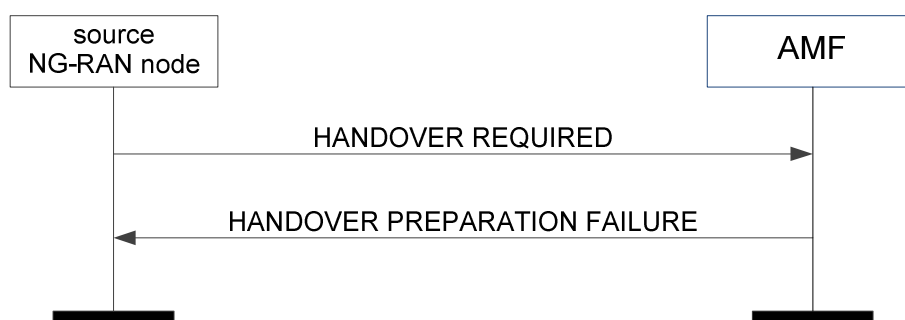 source
NG-RAN node
AMF
HANDOVER REQUIRED
HANDOVER PREPARATION FAILURE